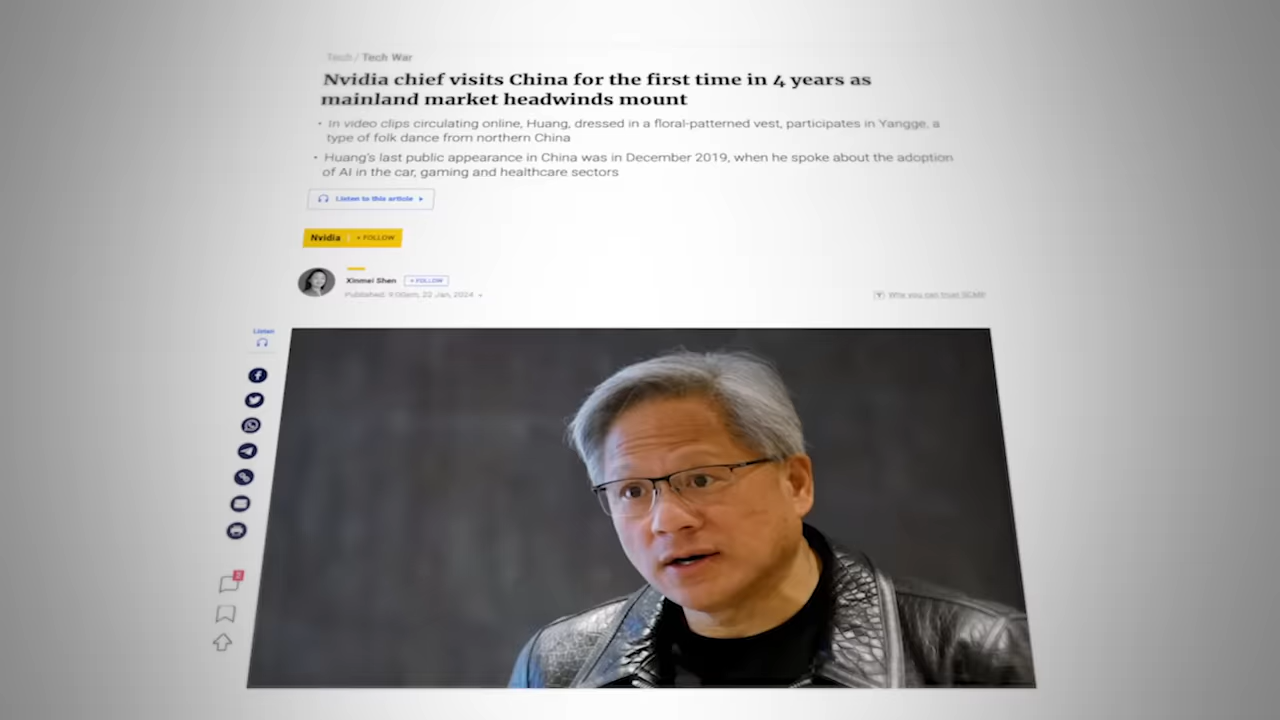 Tech / Tech War
Nvidia chief visits China for the first time in 4 years as
mainland market headwinds mount
• In video clips circulating online, Huang, dressed in a floral-patterned vest, participates in Yangge, a
type of folk dance from northern China
• Huang's last public appearance in China was in December 2019, when he spoke about the adoption
of AI in the car, gaming and healthcare sectors
Listen to this article
Nvidia + FOLLOW
Xinmei Shen + FOLLOW
Published: 9:00pm, 22 Jan, 2024
Why you can trust SCMP
Listen